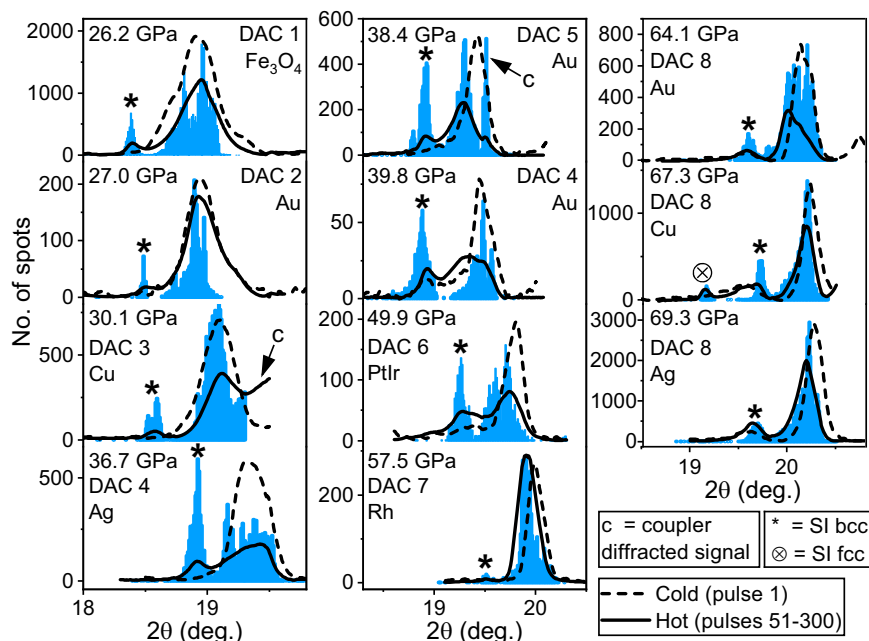 No. of spots
26.2 GPa DAC 1
Fe₃O₄
*
2000
1000
0
27.0 GPa DAC 2
Au
*
200
100
0
30.1 GPa
DAC 3
Cu
c
*
500
0
36.7 GPa
DAC 4
Ag
*
500
0
18 19
2θ (deg.)
38.4 GPa DAC 5
Au
* c
600
400
200
0
39.8 GPa DAC 4
Au
*
50
0
49.9 GPa
DAC 6
PtIr
*
200
100
0
57.5 GPa
DAC 7
Rh
*
200
100
0
19 20
2θ (deg.)
64.1 GPa
DAC 8
Au
*
800
600
400
200
0
67.3 GPa
DAC 8
Cu
⊗ *
1000
0
69.3 GPa
DAC 8
Ag
*
3000
2000
1000
0
19 20
2θ (deg.)
c = coupler
diffracted signal
* = SI bcc
⊗ = SI fcc
Cold (pulse 1)
Hot (pulses 51-300)